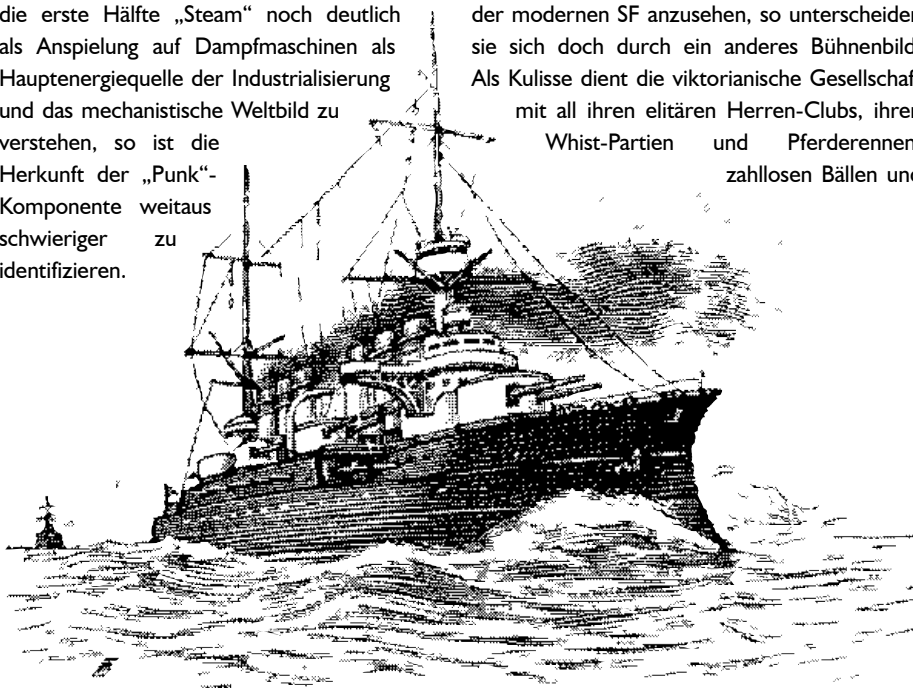 die erste Hälfte „Steam“ noch deutlich
als Anspielung auf Dampfmaschinen als
Hauptenergiequelle der Industrialisierung
und das mechanistische Weltbild zu
verstehen, so ist die
Herkunft der „Punk“-
Komponente weitaus
schwieriger zu
identifizieren.
der modernen SF anzusehen, so unterscheiden
sie sich doch durch ein anderes Bühnenbild
Als Kulisse dient die viktorianische Gesellschaf
mit all ihren elitären Herren-Clubs, ihren
Whist-Partien und Pferderennen
zahllosen Bällen und